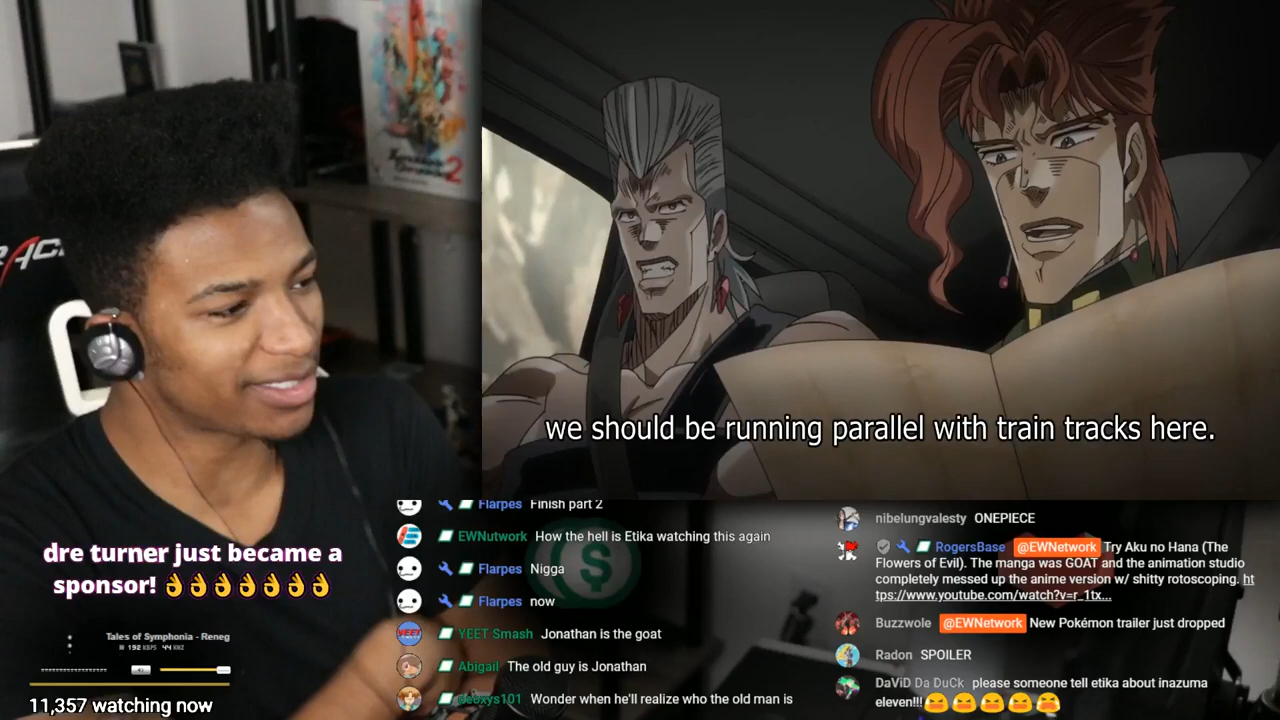 we should be running parallel with train tracks here.
dre turner just became a
sponsor! 👌👌👌👌👌👌
Tales of Symphonia - Reneg
192 KBPS 44 KHZ
11,357 watching now
Flarpes Finish part 2
EWNutwork How the hell is Etika watching this again
Flarpes Nigga
Flarpes now
YEET Smash Jonathan is the goat
Abigail The old guy is Jonathan
Wonder when he'll realize who the old man is
nibelungvalesty ONEPIECE
RogersBase @EWNetwork Try Aku no Hana (The
Flowers of Evil). The manga was GOAT and the animation studio
completely messed up the anime version w/ shitty rotoscoping. ht
tps://www.youtube.com/watch?v=r_1tx...
Buzzwole @EWNetwork New Pokémon trailer just dropped
Radon SPOILER
DaViD Da DuCk please someone tell etika about inazuma
eleven!!! 😫😫😫😫😫
$
2
YEET